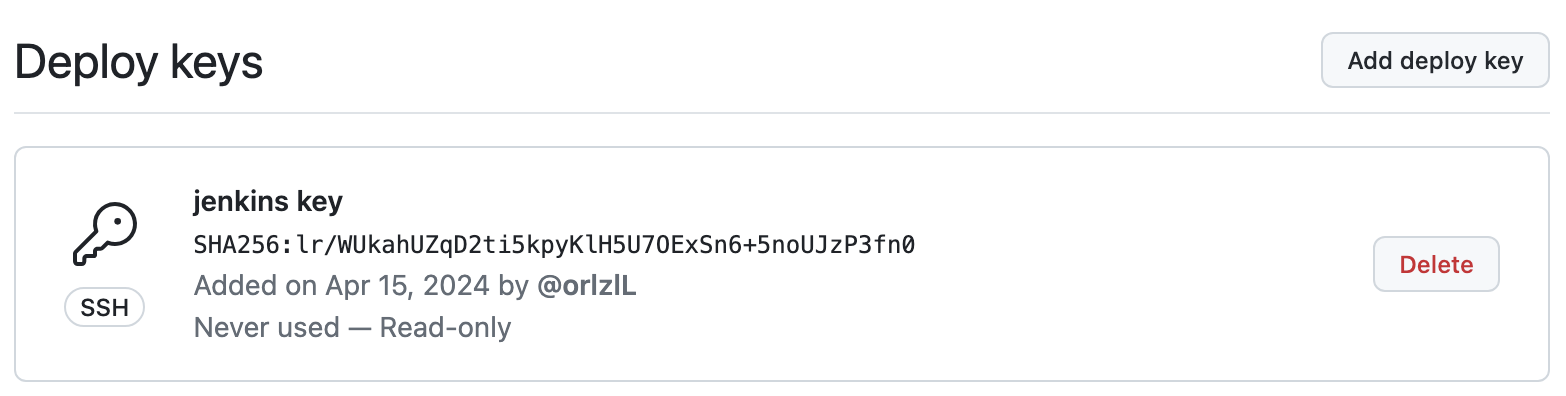 Deploy keys
Add deploy key
jenkins key
SHA256:lr/WUkahUZqD2ti5kpyKlH5U7OExSn6+5noUJzP3fn0
Added on Apr 15, 2024 by @orlzlL
Never used — Read-only
SSH
Delete